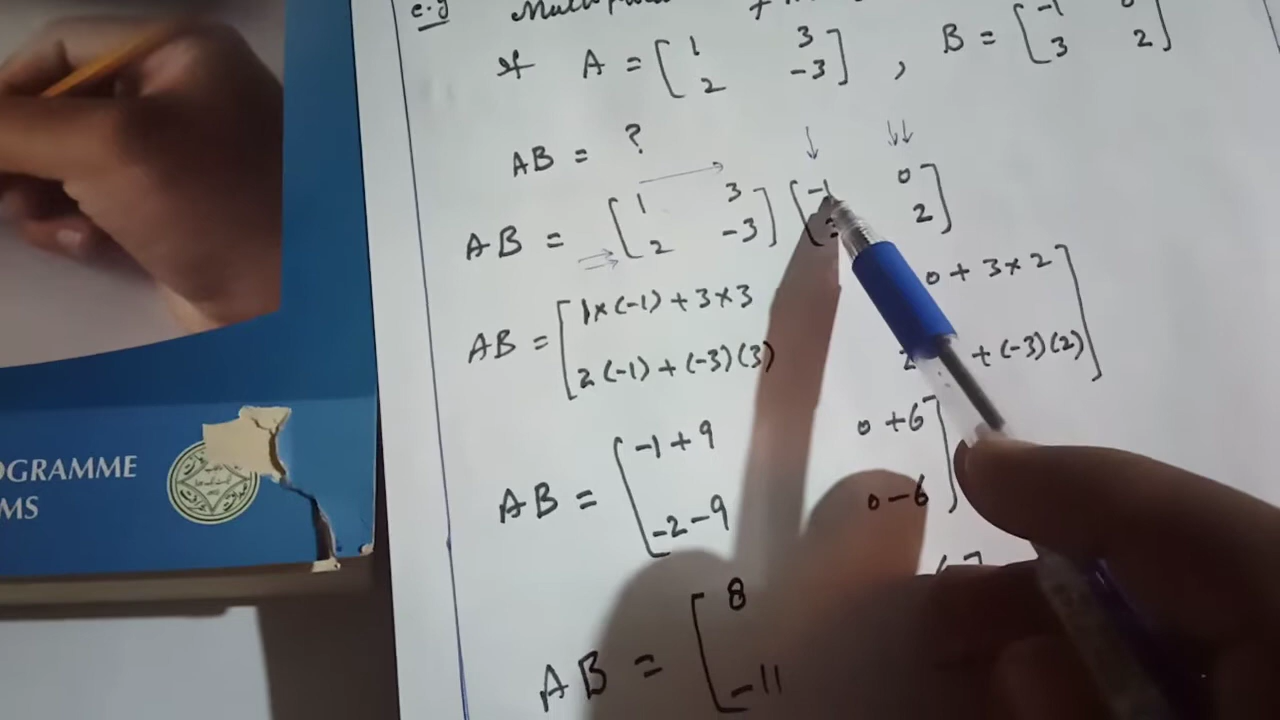 e.g
If A = [ 1 3 , B = [ -1
2 -3 ] 3 2 ]
AB = ?
AB = [ 1 3 [ -1 0
2 -3 ] 2 ]
AB = [ 1×(-1) + 3×3 0 + 3×2
2(-1) + (-3)(3) + (-3)(2) ]
AB = [ -1 + 9 0 + 6
-2 - 9 0 - 6 ]
AB = [ 8
-11
OGRAMME
MS